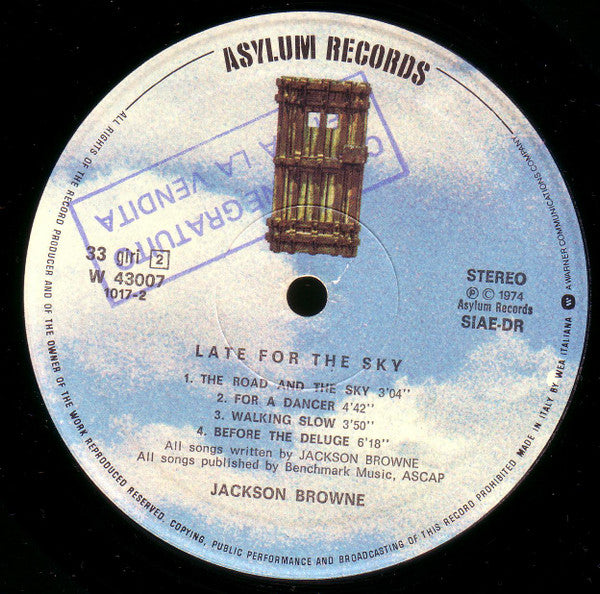 ASYLUM RECORDS
33 giri 2
W 43007
1017-2
STEREO
℗ © 1974
Asylum Records
SIAE-DR
LATE FOR THE SKY
1. THE ROAD AND THE SKY 3'04''
2. FOR A DANCER 4'42''
3. WALKING SLOW 3'50''
4. BEFORE THE DELUGE 6'18''
All songs written by JACKSON BROWNE
All songs published by Benchmark Music, ASCAP
JACKSON BROWNE
ALL RIGHTS OF THE RECORD PRODUCER AND OF THE OWNER OF THE WORK REPRODUCED RESERVED. COPYING, PUBLIC PERFORMANCE AND BROADCASTING OF THIS RECORD PROHIBITED MADE IN ITALY BY WEA ITALIANA W A WARNER COMMUNICATIONS COMPANY
GRATUITO
LA VENDITA